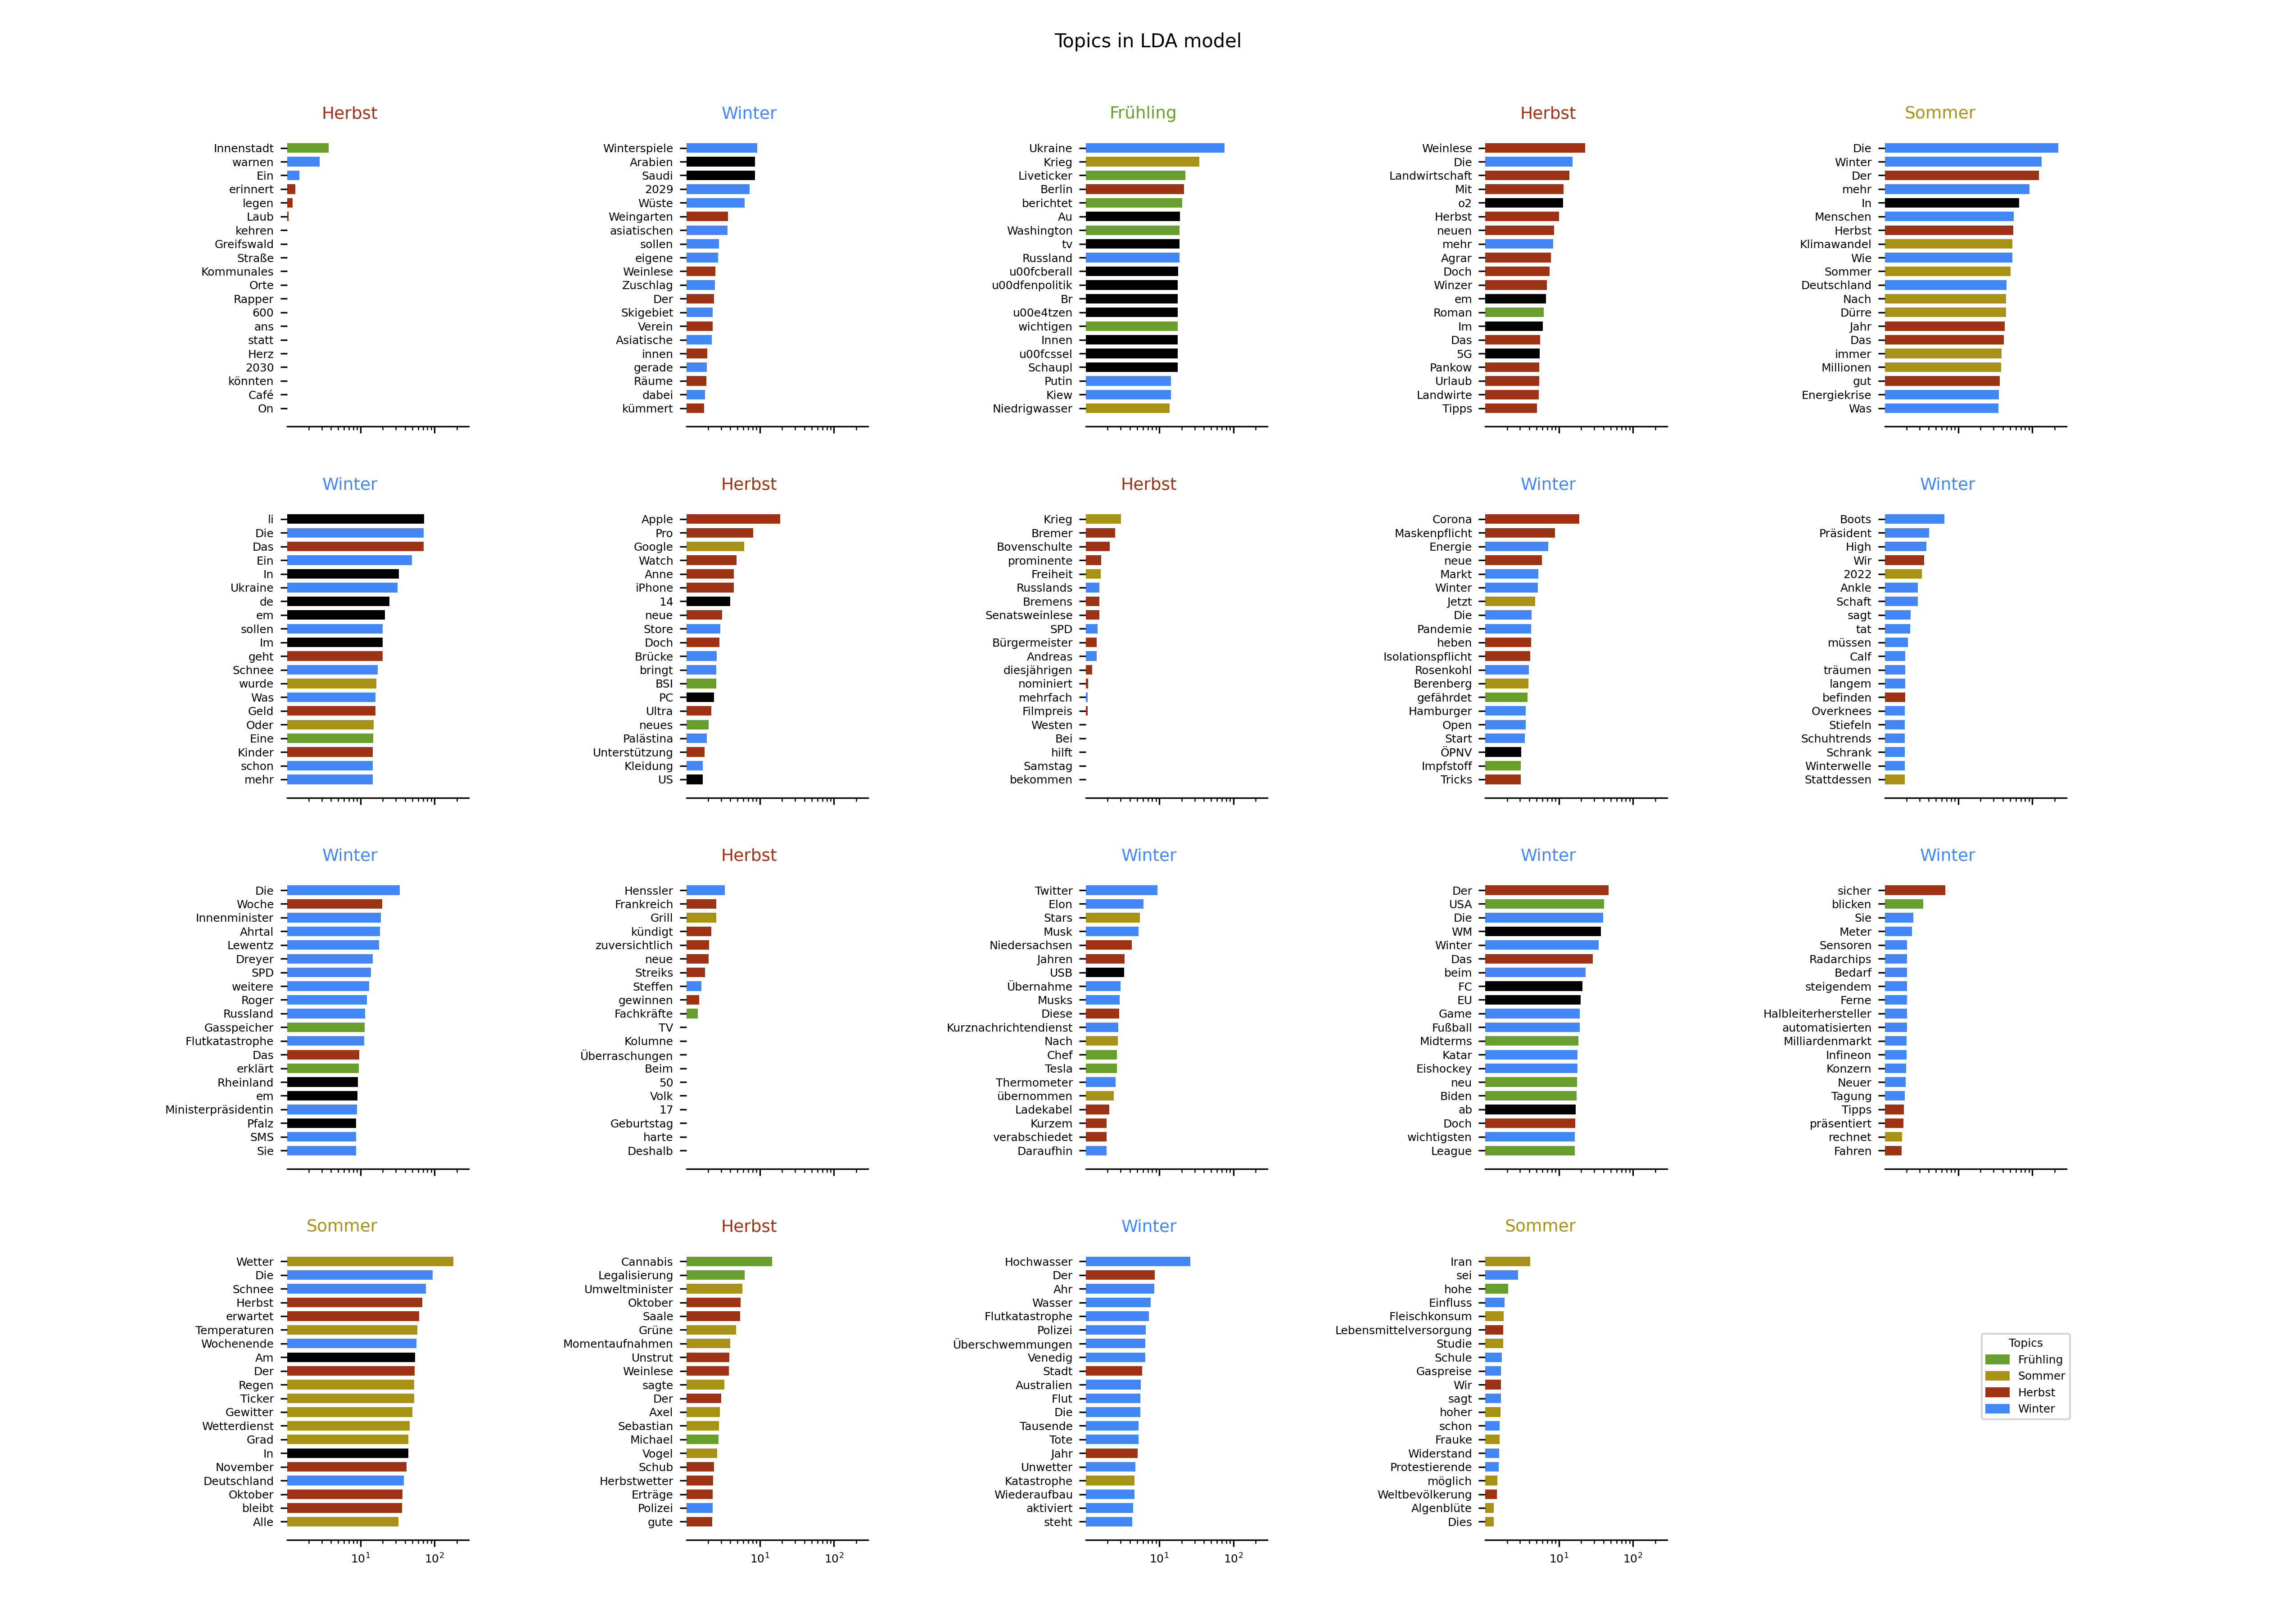 Topics in LDA model
Herbst
Innenstadt
warnen
Ein
erinnert
legen
Laub
kehren
Greifswald
Straße
Kommunales
Orte
Rapper
600
ans
statt
Herz
2030
könnten
Café
On
Winter
Winterspiele
Arabien
Saudi
2029
Wüste
Weingarten
asiatischen
sollen
eigene
Weinlese
Zuschlag
Der
Skigebiet
Verein
Asiatische
innen
gerade
Räume
dabei
kümmert
Frühling
Ukraine
Krieg
Liveticker
Berlin
berichtet
Au
Washington
tv
Russland
u00fcberall
u00dfenpolitik
Br
u00e4tzen
wichtigen
Innen
u00fcssel
Schaupl
Putin
Kiew
Niedrigwasser
Herbst
Weinlese
Die
Landwirtschaft
Mit
o2
Herbst
neuen
mehr
Agrar
Doch
Winzer
em
Roman
Im
Das
5G
Pankow
Urlaub
Landwirte
Tipps
Sommer
Die
Winter
Der
mehr
In
Menschen
Herbst
Klimawandel
Wie
Sommer
Deutschland
Nach
Dürre
Jahr
Das
immer
Millionen
gut
Energiekrise
Was
Winter
li
Die
Das
Ein
In
Ukraine
de
em
sollen
Im
geht
Schnee
wurde
Was
Geld
Oder
Eine
Kinder
schon
mehr
Herbst
Apple
Pro
Google
Watch
Anne
iPhone
14
neue
Store
Doch
Brücke
bringt
BSI
PC
Ultra
neues
Palästina
Unterstützung
Kleidung
US
Herbst
Krieg
Bremer
Bovenschulte
prominente
Freiheit
Russlands
Bremens
Senatsweinlese
SPD
Bürgermeister
Andreas
diesjährigen
nominiert
mehrfach
Filmpreis
Westen
Bei
hilft
Samstag
bekommen
Winter
Corona
Maskenpflicht
Energie
neue
Markt
Winter
Jetzt
Die
Pandemie
heben
Isolationspflicht
Rosenkohl
Berenberg
gefährdet
Hamburger
Open
Start
ÖPNV
Impfstoff
Tricks
Winter
Boots
Präsident
High
Wir
2022
Ankle
Schaft
sagt
tat
müssen
Calf
träumen
langem
befinden
Overknees
Stiefeln
Schuhtrends
Schrank
Winterwelle
Stattdessen
Winter
Die
Woche
Innenminister
Ahrtal
Lewentz
Dreyer
SPD
weitere
Roger
Russland
Gasspeicher
Flutkatastrophe
Das
erklärt
Rheinland
em
Ministerpräsidentin
Pfalz
SMS
Sie
Herbst
Henssler
Frankreich
Grill
kündigt
zuversichtlich
neue
Streiks
Steffen
gewinnen
Fachkräfte
TV
Kolumne
Überraschungen
Beim
50
Volk
17
Geburtstag
harte
Deshalb
Winter
Twitter
Elon
Stars
Musk
Niedersachsen
Jahren
USB
Übernahme
Musks
Diese
Kurznachrichtendienst
Nach
Chef
Tesla
Thermometer
übernommen
Ladekabel
Kurzem
verabschiedet
Daraufhin
Winter
Der
USA
Die
WM
Winter
Das
beim
FC
EU
Game
Fußball
Midterms
Katar
Eishockey
neu
Biden
ab
Doch
wichtigsten
League
Winter
sicher
blicken
Sie
Meter
Sensoren
Radarchips
Bedarf
steigendem
Ferne
Halbleiterhersteller
automatisierten
Milliardenmarkt
Infineon
Konzern
Neuer
Tagung
Tipps
präsentiert
rechnet
Fahren
Sommer
Wetter
Die
Schnee
Herbst
erwartet
Temperaturen
Wochenende
Am
Der
Regen
Ticker
Gewitter
Wetterdienst
Grad
In
November
Deutschland
Oktober
bleibt
Alle
10¹ 10²
Herbst
Cannabis
Legalisierung
Umweltminister
Oktober
Saale
Grüne
Momentaufnahmen
Unstrut
Weinlese
sagte
Der
Axel
Sebastian
Michael
Vogel
Schub
Herbstwetter
Erträge
Polizei
gute
10¹ 10²
Winter
Hochwasser
Der
Ahr
Wasser
Flutkatastrophe
Polizei
Überschwemmungen
Venedig
Stadt
Australien
Flut
Die
Tausende
Tote
Jahr
Unwetter
Katastrophe
Wiederaufbau
aktiviert
steht
10¹ 10²
Sommer
Iran
sei
hohe
Einfluss
Fleischkonsum
Lebensmittelversorgung
Studie
Schule
Gaspreise
Wir
sagt
hoher
schon
Frauke
Widerstand
Protestierende
möglich
Weltbevölkerung
Algenblüte
Dies
10¹ 10²
Topics
Frühling
Sommer
Herbst
Winter